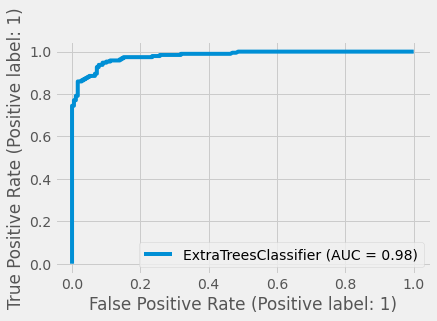 True Positive Rate (Positive label: 1)
1.0
0.8
0.6
0.4
0.2
0.0
ExtraTreesClassifier (AUC = 0.98)
0.0 0.2 0.4 0.6 0.8 1.0
False Positive Rate (Positive label: 1)